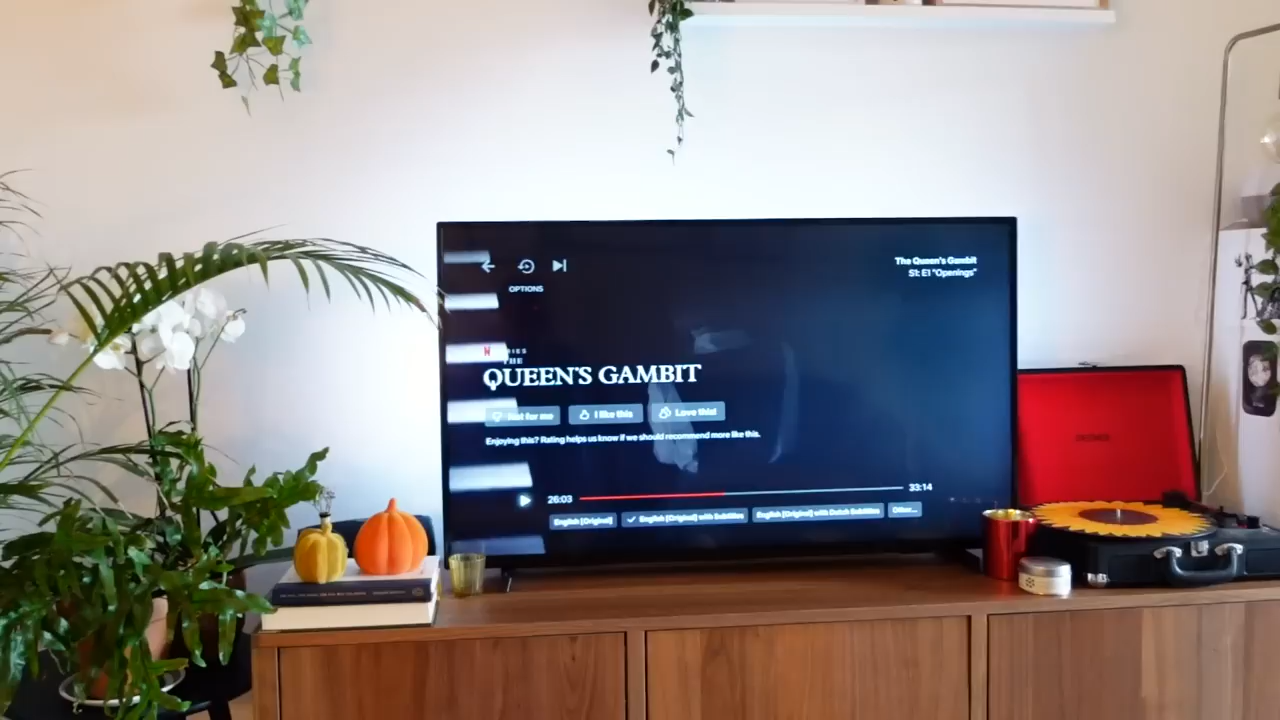 The Queen's Gambit
S1: E1 "Openings"
OPTIONS
N
THE
QUEEN'S GAMBIT
Not for me
I like this
Love this!
Enjoying this? Rating helps us know if we should recommend more like this.
26:03
33:14
English [Original]
English [Original] with Subtitles
English [Original] with Dutch Subtitles
Other...